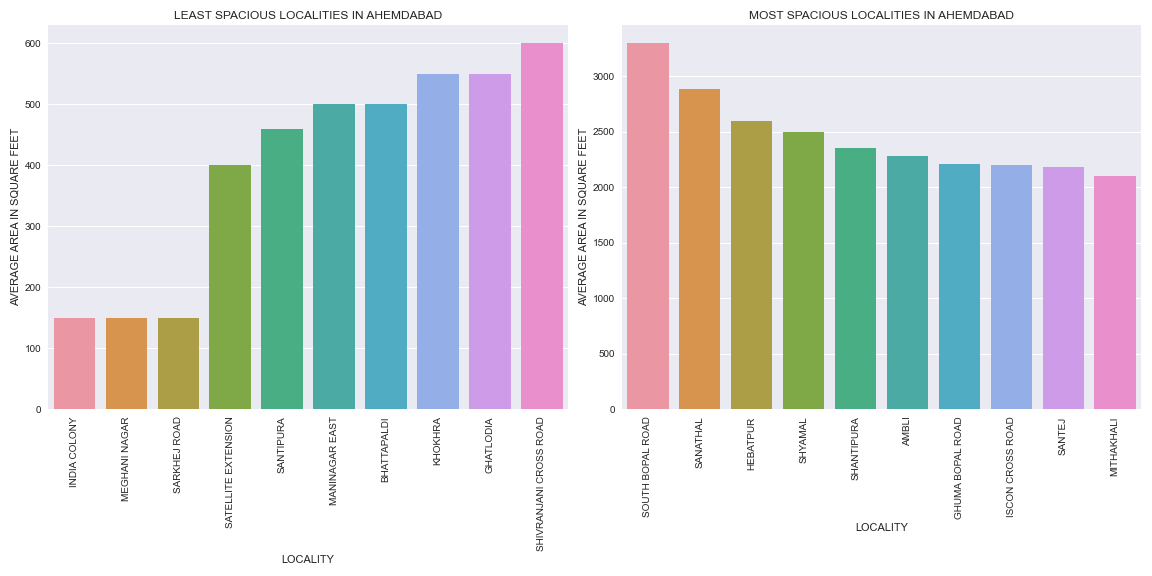 LEAST SPACIOUS LOCALITIES IN AHEMDABAD
AVERAGE AREA IN SQUARE FEET
600
500
400
300
200
100
0
INDIA COLONY
MEGHANI NAGAR
SARKHEJ ROAD
SATELLITE EXTENSION
SANTIPURA
MANINAGAR EAST
BHATTAPALDI
KHOKHRA
GHATLODIA
SHIVRANJANI CROSS ROAD
LOCALITY
MOST SPACIOUS LOCALITIES IN AHEMDABAD
AVERAGE AREA IN SQUARE FEET
3000
2500
2000
1500
1000
500
0
SOUTH BOPAL ROAD
SANATHAL
HEBATPUR
SHYAMAL
SHANTIPURA
AMBLI
GHUMA BOPAL ROAD
ISCON CROSS ROAD
SANTEJ
MITHAKHALI
LOCALITY